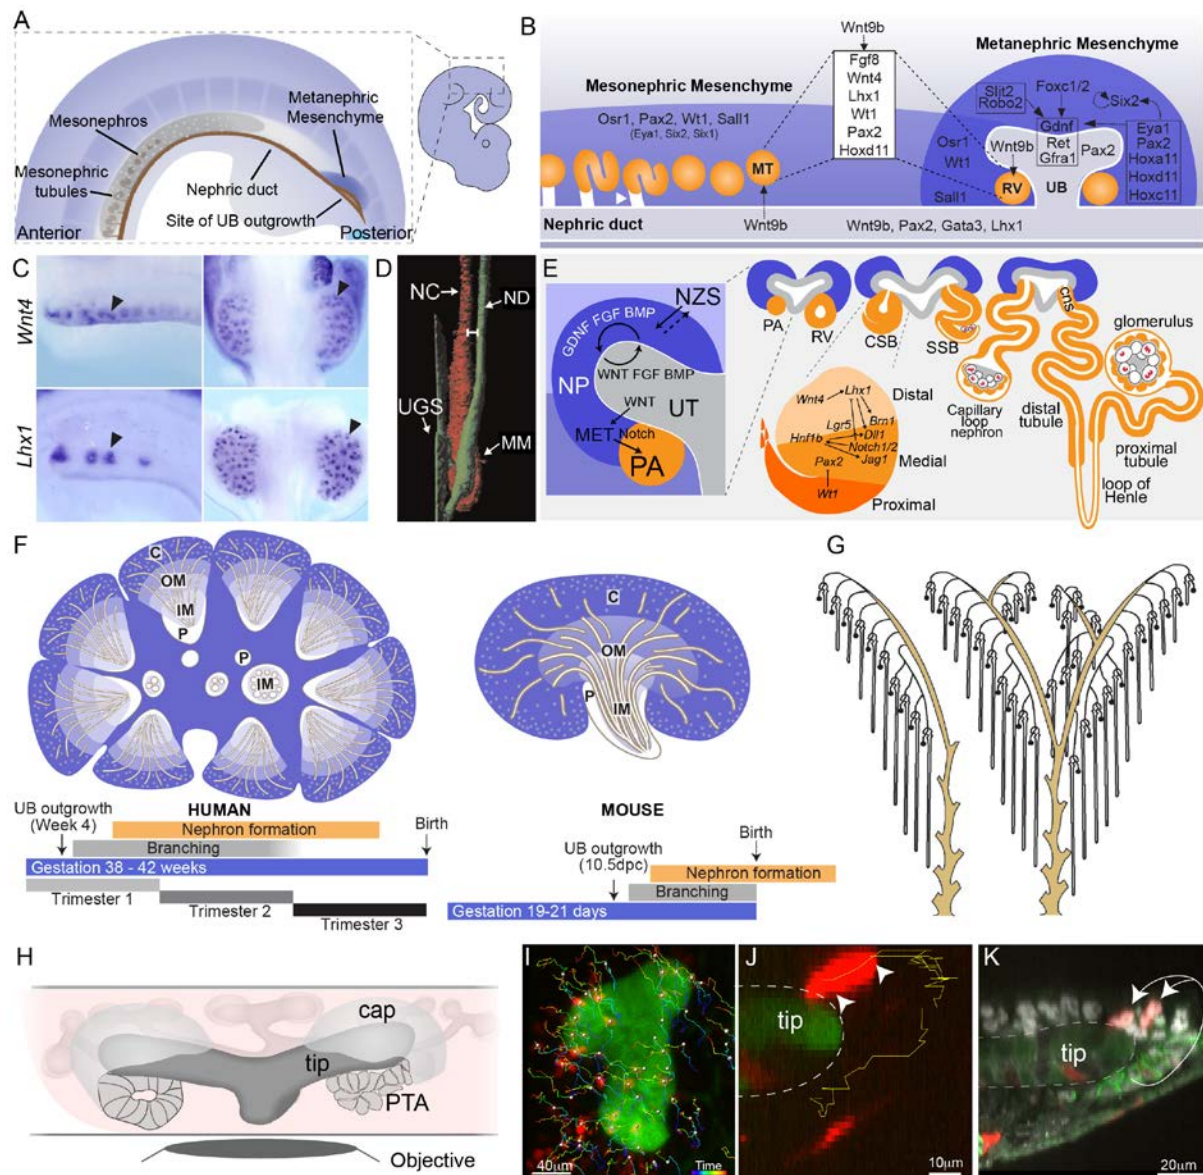 A
Mesonephros
Mesonephric
tubules
Metanephric
Mesenchyme
Nephric duct
Site of UB outgrowth
Anterior
Posterior
B
Wnt9b
Metanephric Mesenchyme
Mesonephric Mesenchyme
Osr1, Pax2, Wt1, Sall1
(Eya1, Six2, Six1)
Fgf8
Wnt4
Lhx1
Wt1
Pax2
Hoxd11
MT
Wnt9b
Slit2
Robo2
Foxc1/2
Six2
Gdnf
Ret
Gfra1
Pax2
Eya1
Pax2
Hoxa11
Hoxd11
Hoxc11
Osr1
Wt1
Sall1
Wnt9b
RV
UB
Nephric duct
Wnt9b, Pax2, Gata3, Lhx1
C
Wnt4
Lhx1
D
NC
ND
UGS
MM
E
NZS
GDNF FGF BMP
WNT FGF BMP
NP
UT
WNT
MET
Notch
PA
PA
RV
CSB
SSB
cns
glomerulus
Capillary
loop
nephron
distal
tubule
proximal
tubule
loop of
Henle
Wnt4
Lhx1
Distal
Lgr5
Brn1
Hnf1b
Dll1
Notch1/2
Medial
Pax2
Jag1
Wt1
Proximal
F
C
OM
IM
P
P
IM
C
OM
P
IM
HUMAN
UB outgrowth
(Week 4)
Nephron formation
Birth
Branching
Gestation 38 - 42 weeks
Trimester 1
Trimester 2
Trimester 3
MOUSE
UB outgrowth
(10.5dpc)
Birth
Nephron formation
Branching
Gestation 19-21 days
G
H
cap
tip
PTA
Objective
I
40µm
Time
J
tip
10µm
K
tip
20µm